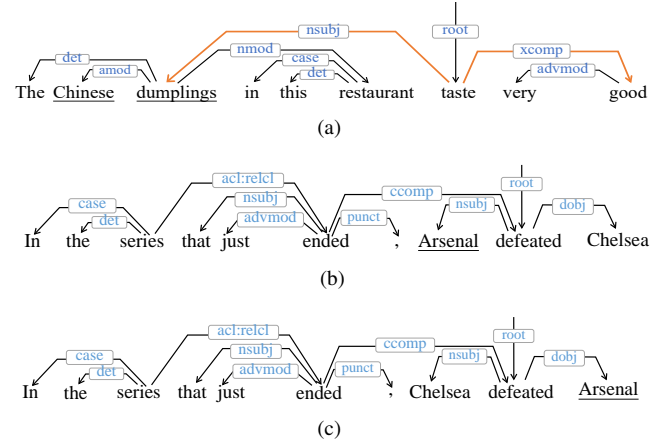 nsubj root
det nmod xcomp
amod case advmod
det
The Chinese dumplings in this restaurant taste very good
(a)
acl:relcl root
case nsubj ccomp nsubj dobj
det advmod punct
In the series that just ended , Arsenal defeated Chelsea
(b)
acl:relcl root
case nsubj ccomp nsubj dobj
det advmod punct
In the series that just ended , Chelsea defeated Arsenal
(c)